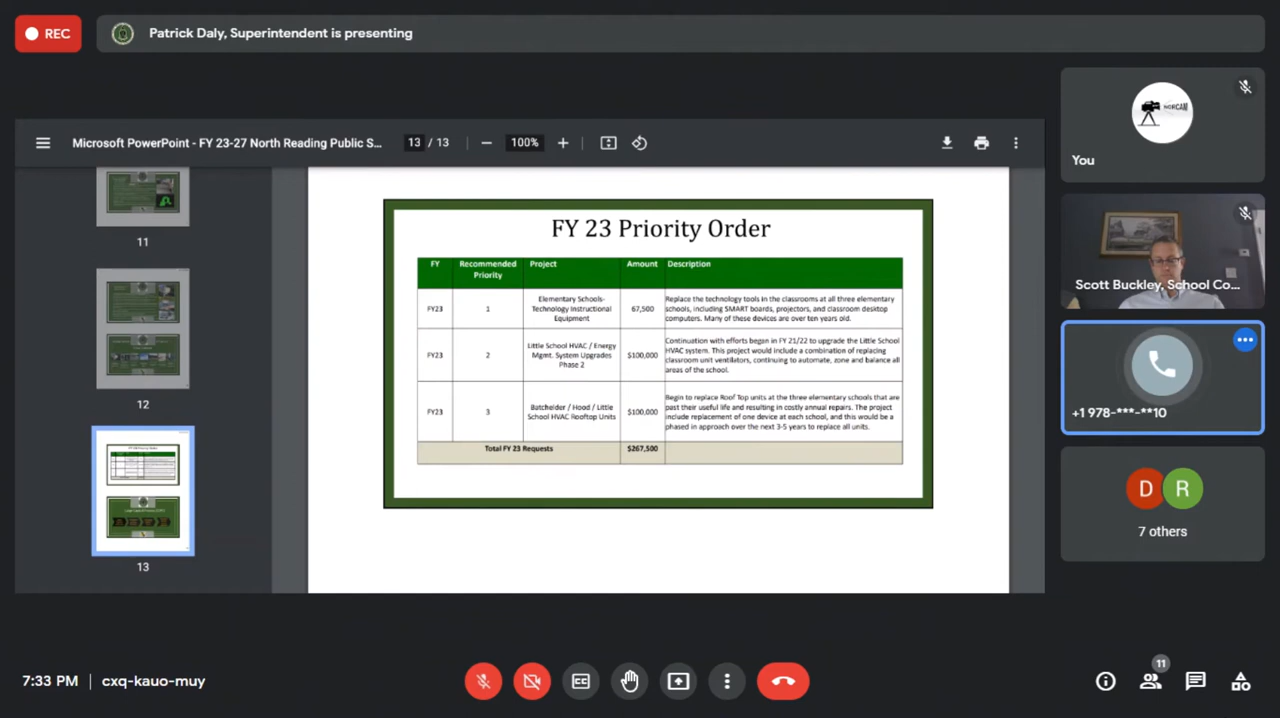 REC
Patrick Daly, Superintendent is presenting
Microsoft PowerPoint - FY 23-27 North Reading Public S...
13 / 13
100%
11
12
13
FY 23 Priority Order
FY
Recommended
Priority
Project
Amount
Description
FY23
1
Elementary Schools-
Technology Instructional
Equipment
67,500
Replace the technology tools in the classrooms at all three elementary
schools, including SMART boards, projectors, and classroom desktop
computers. Many of these devices are over ten years old.
FY23
2
Little School HVAC / Energy
Mgmt. System Upgrades
Phase 2
$100,000
Continuation with efforts began in FY 21/22 to upgrade the Little School
HVAC system. This project would include a combination of replacing
classroom unit ventilators, continuing to automate, zone and balance all
areas of the school.
FY23
3
Batchelder / Hood / Little
School HVAC Rooftop Units
$100,000
Begin to replace Roof Top units at the three elementary schools that are
past their useful life and resulting in costly annual repairs. The project
include replacement of one device at each school, and this would be a
phased in approach over the next 3-5 years to replace all units.
Total FY 23 Requests
$267,500
NORCAM
You
Scott Buckley, School Co...
+1 978-***-**10
D
R
7 others
7:33 PM | cxq-kauo-muy
CC
11